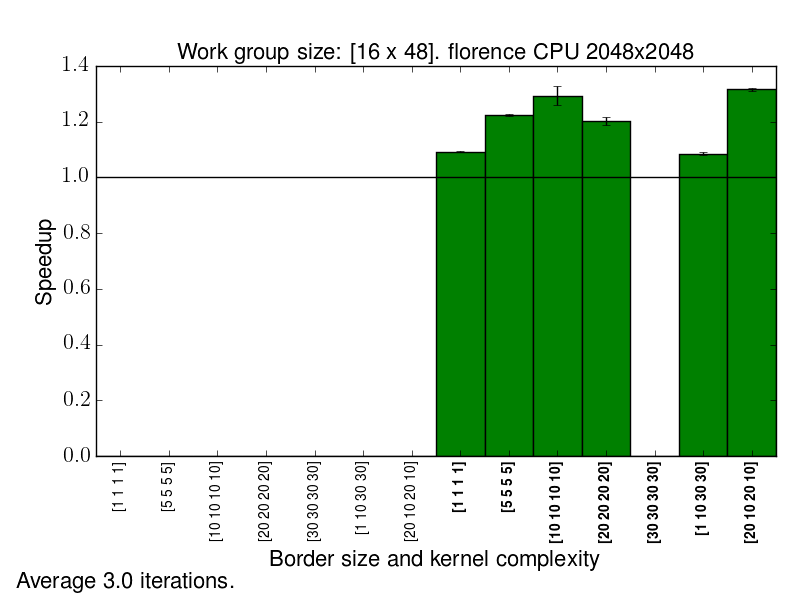 Work group size: [16 x 48]. florence CPU 2048x2048
1.4
1.2
1.0
0.8
0.6
0.4
0.2
0.0
Speedup
[1 1 1 1]
[5 5 5 5]
[10 10 10 10]
[20 20 20 20]
[30 30 30 30]
[1 10 30 30]
[20 10 20 10]
[1 1 1 1]
[5 5 5 5]
[10 10 10 10]
[20 20 20 20]
[30 30 30 30]
[1 10 30 30]
[20 10 20 10]
Border size and kernel complexity
Average 3.0 iterations.